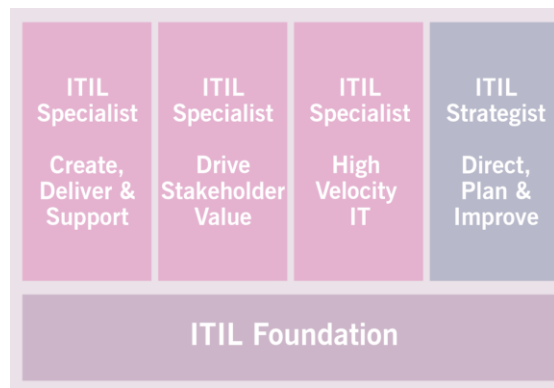 ITIL
Specialist
Create,
Deliver &
Support
ITIL
Specialist
Drive
Stakeholder
Value
ITIL
Specialist
High
Velocity
IT
ITIL
Strategist
Direct,
Plan &
Improve
ITIL Foundation